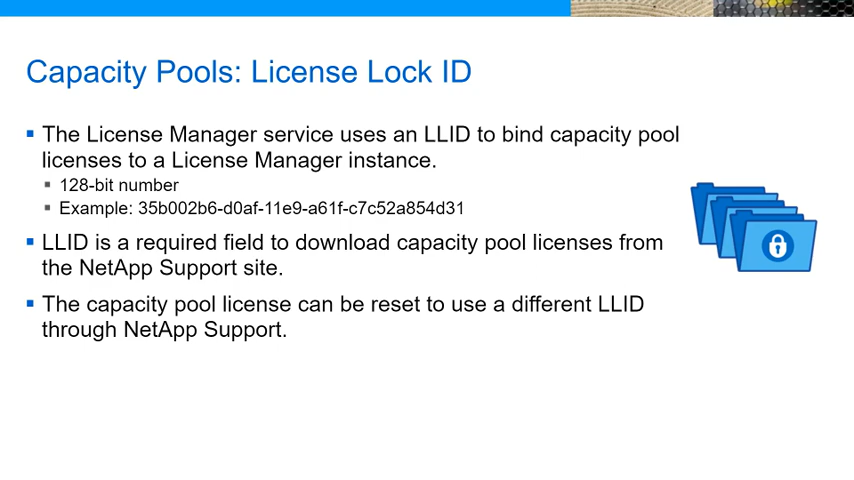 Capacity Pools: License Lock ID
The License Manager service uses an LLID to bind capacity pool
licenses to a License Manager instance.
128-bit number
Example: 35b002b6-d0af-11e9-a61f-c7c52a854d31
LLID is a required field to download capacity pool licenses from
the NetApp Support site.
The capacity pool license can be reset to use a different LLID
through NetApp Support.